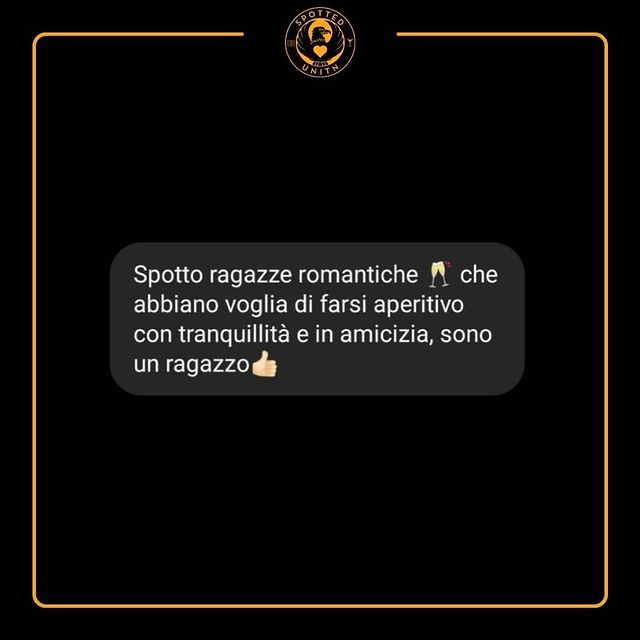 SPOTTED
UNITN
Spotto ragazze romantiche 🥂 che
abbiano voglia di farsi aperitivo
con tranquillità e in amicizia, sono
un ragazzo👍🏻